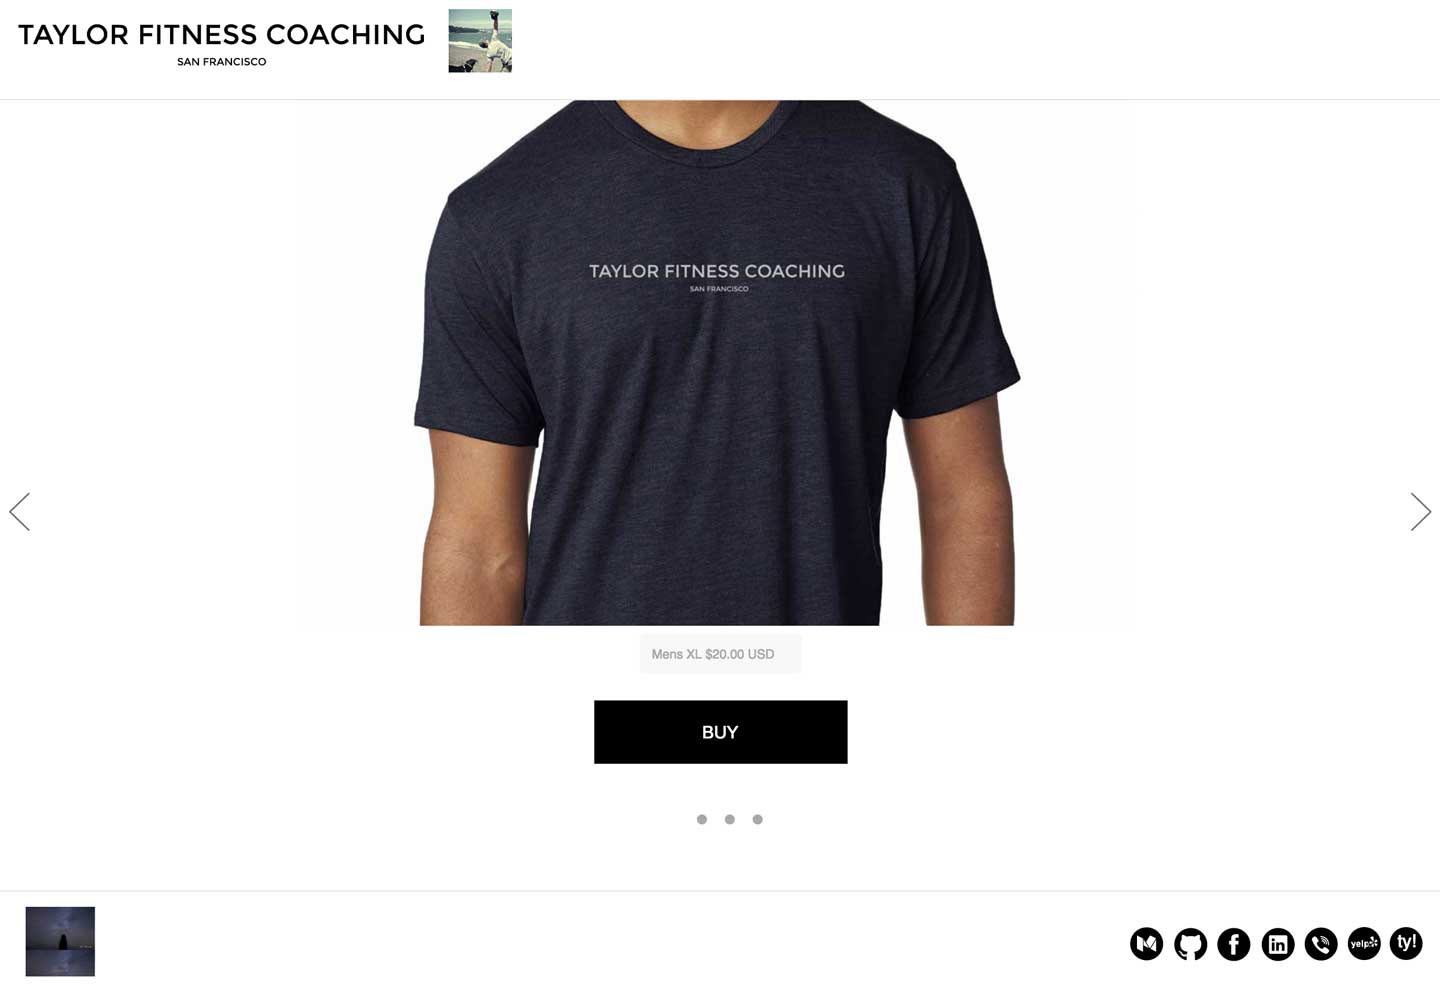 TAYLOR FITNESS COACHING
SAN FRANCISCO
TAYLOR FITNESS COACHING
SAN FRANCISCO
Mens XL $20.00 USD
BUY
yelp
ty!